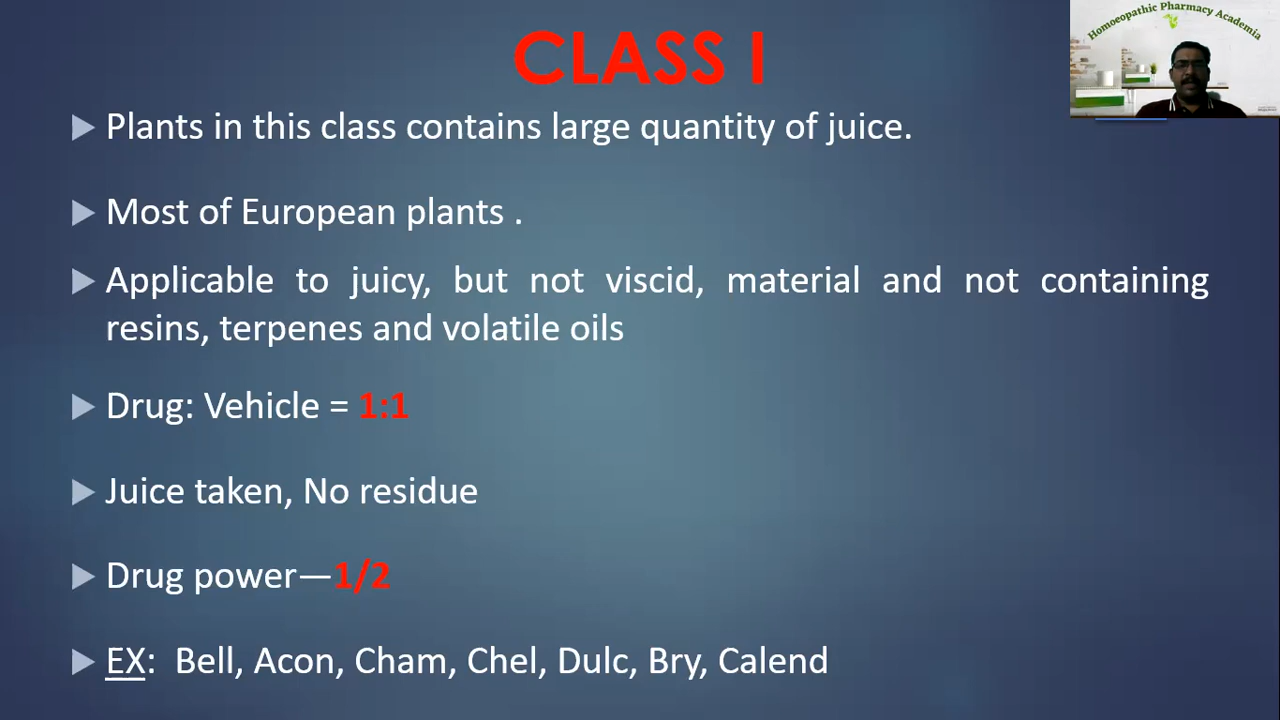 CLASS I
Homoeopathic Pharmacy Academia
Plants in this class contains large quantity of juice.
Most of European plants .
Applicable to juicy, but not viscid, material and not containing
resins, terpenes and volatile oils
Drug: Vehicle = 1:1
Juice taken, No residue
Drug power—1/2
EX: Bell, Acon, Cham, Chel, Dulc, Bry, Calend